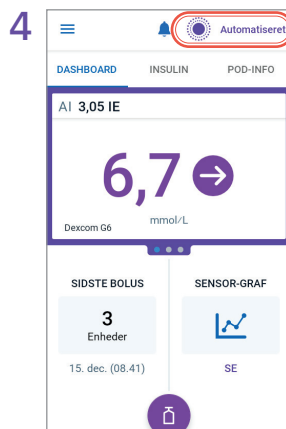 4
Automatiseret
DASHBOARD INSULIN POD-INFO
AI 3,05 IE
6,7
mmol/L
Dexcom G6
SIDSTE BOLUS SENSOR-GRAF
3
Enheder
15. dec. (08.41) SE